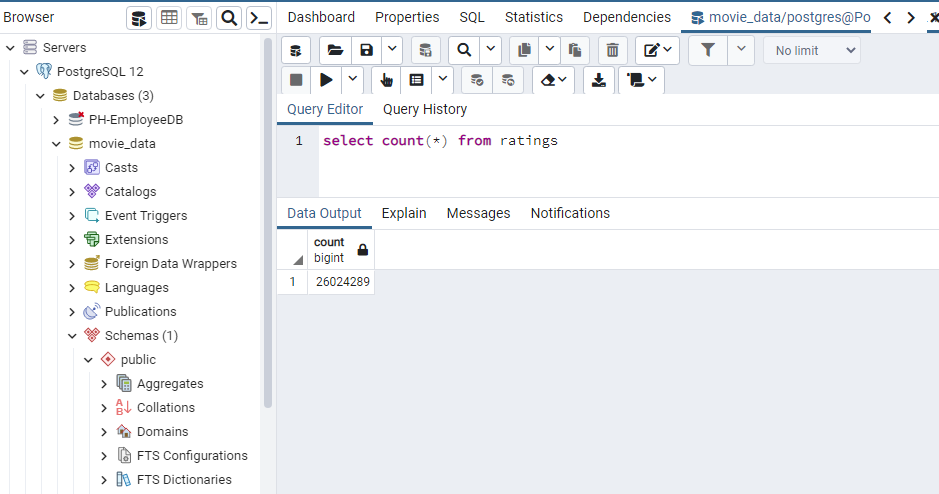 Browser
Servers
PostgreSQL 12
Databases (3)
PH-EmployeeDB
movie_data
Casts
Catalogs
Event Triggers
Extensions
Foreign Data Wrappers
Languages
Publications
Schemas (1)
public
Aggregates
Collations
Domains
FTS Configurations
FTS Dictionaries
Dashboard Properties SQL Statistics Dependencies movie_data/postgres@Po
No limit
Query Editor Query History
1 select count(*) from ratings
Data Output Explain Messages Notifications
count
bigint
1 26024289